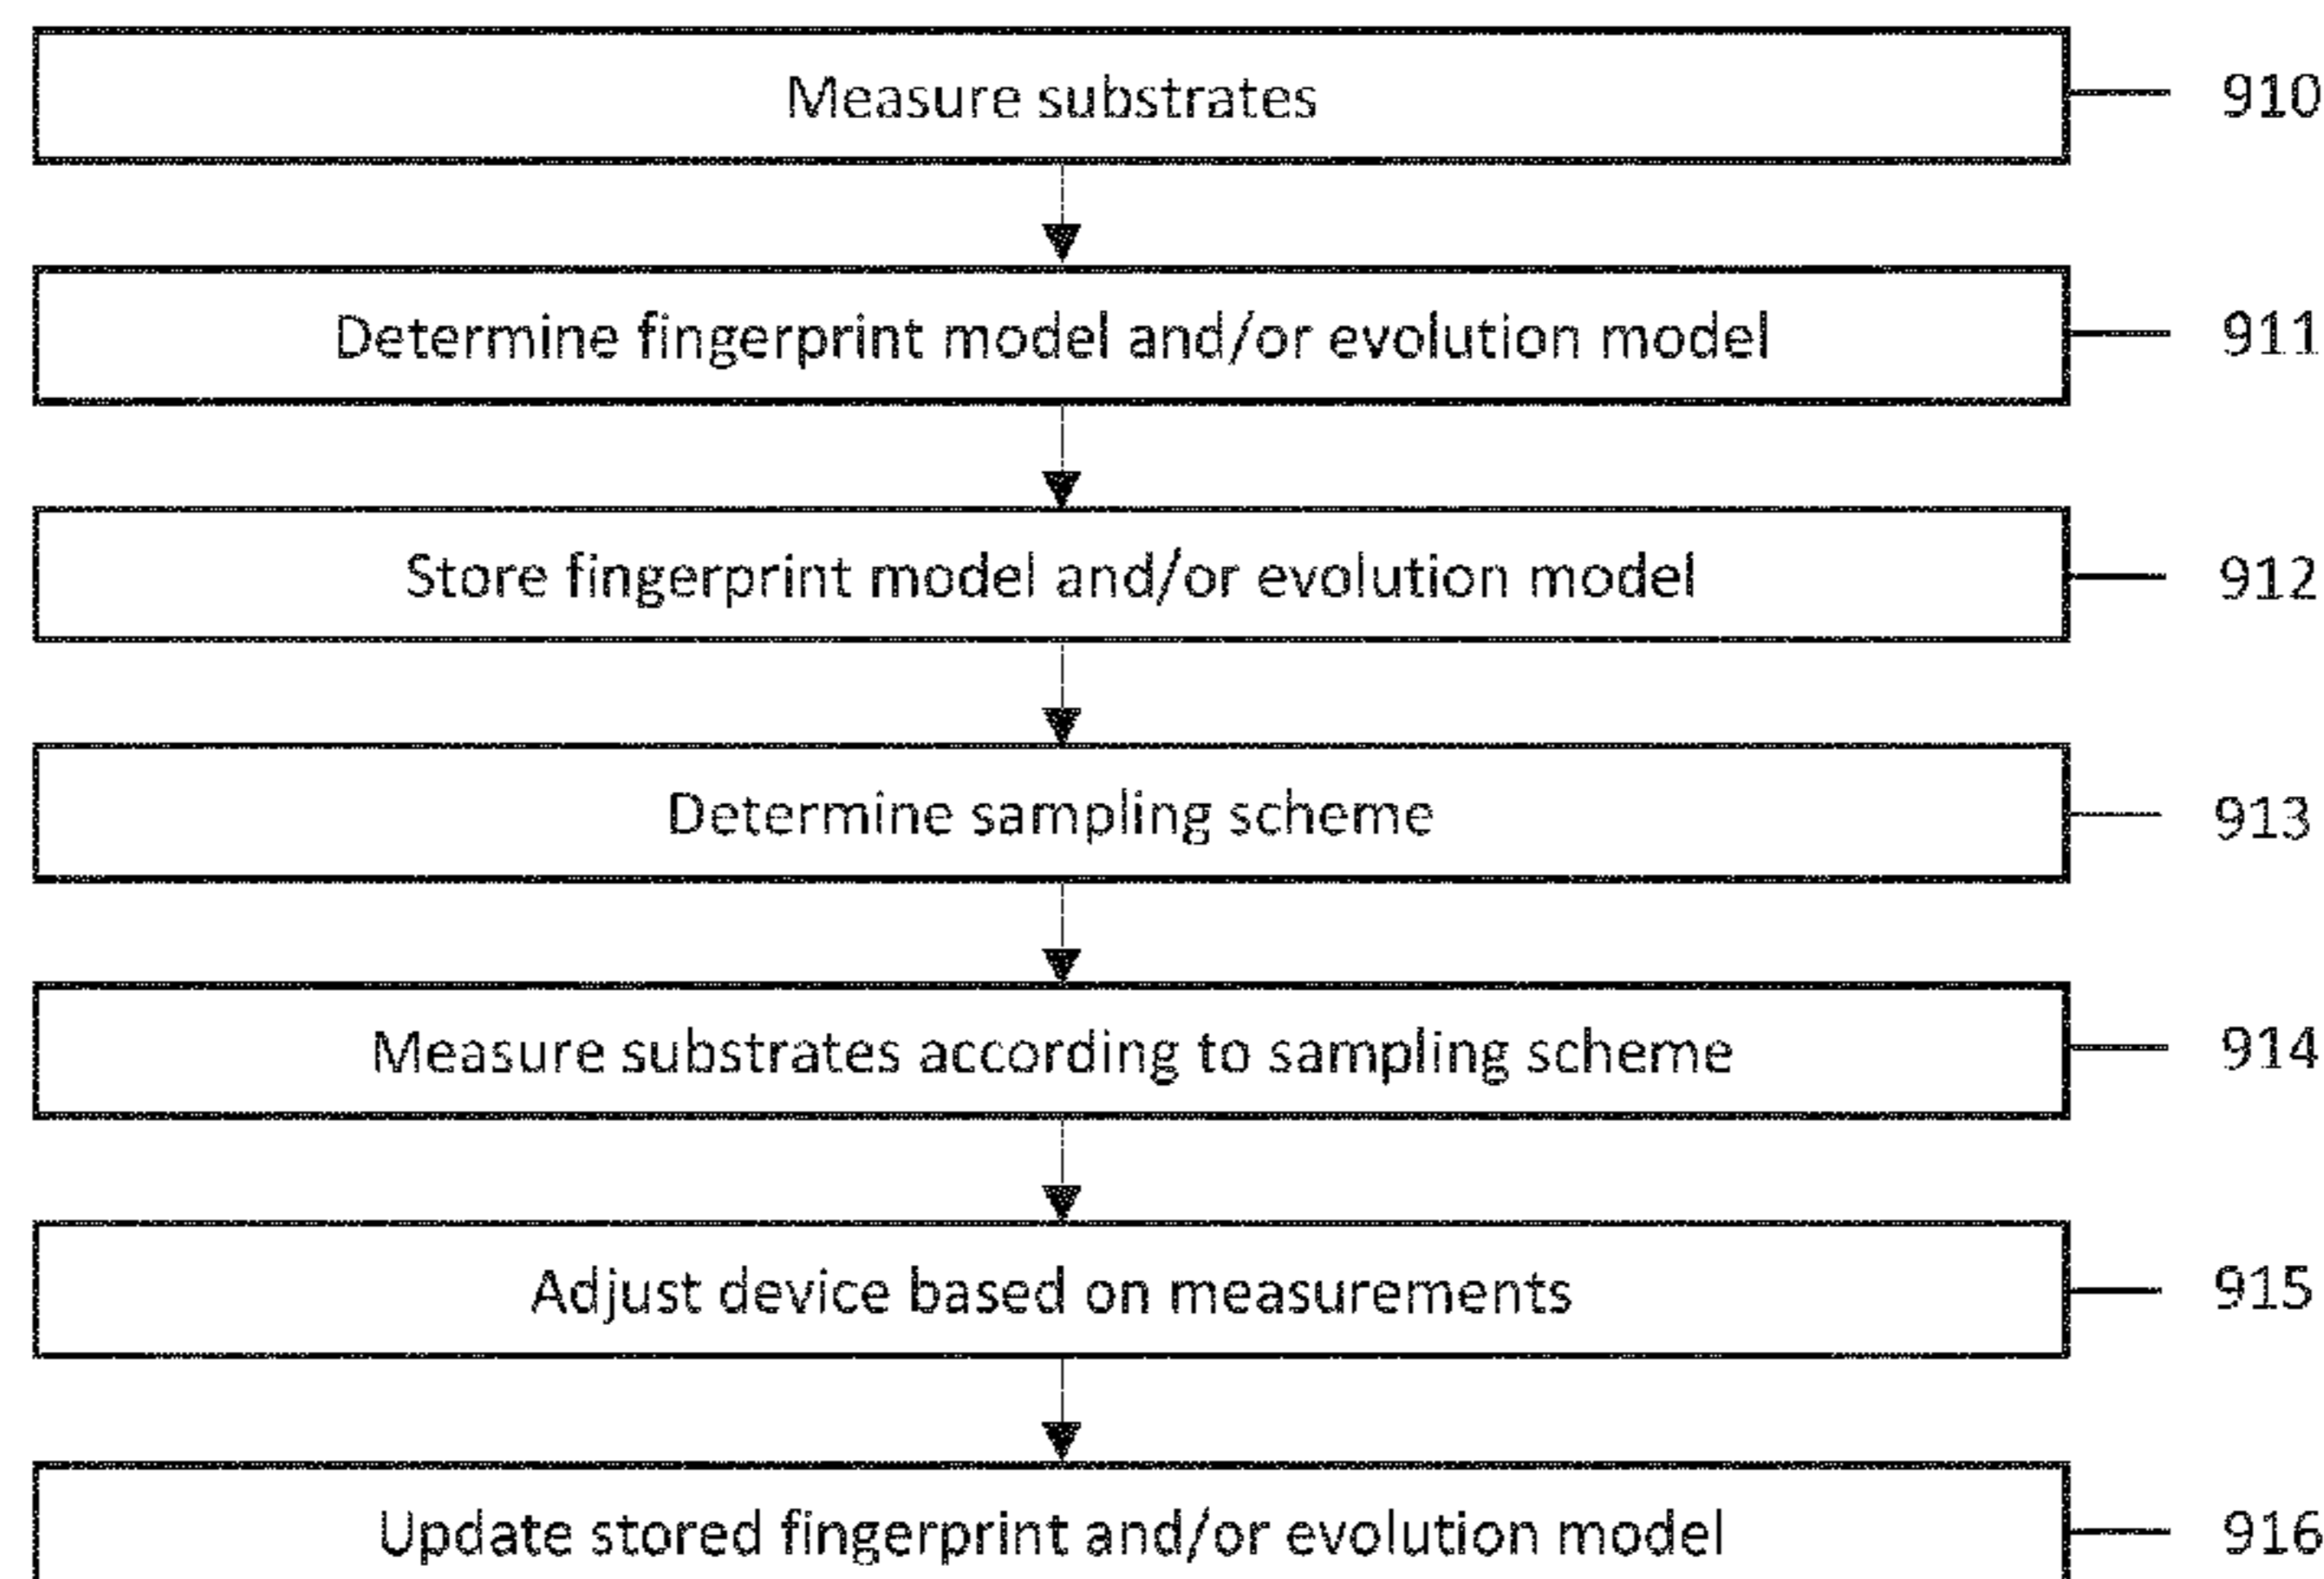 Measure substrates 910
Determine fingerprint model and/or evolution model 911
Store fingerprint model and/or evolution model 912
Determine sampling scheme 913
Measure substrates according to sampling scheme 914
Adjust device based on measurements 915
Update stored fingerprint and/or evolution model 916